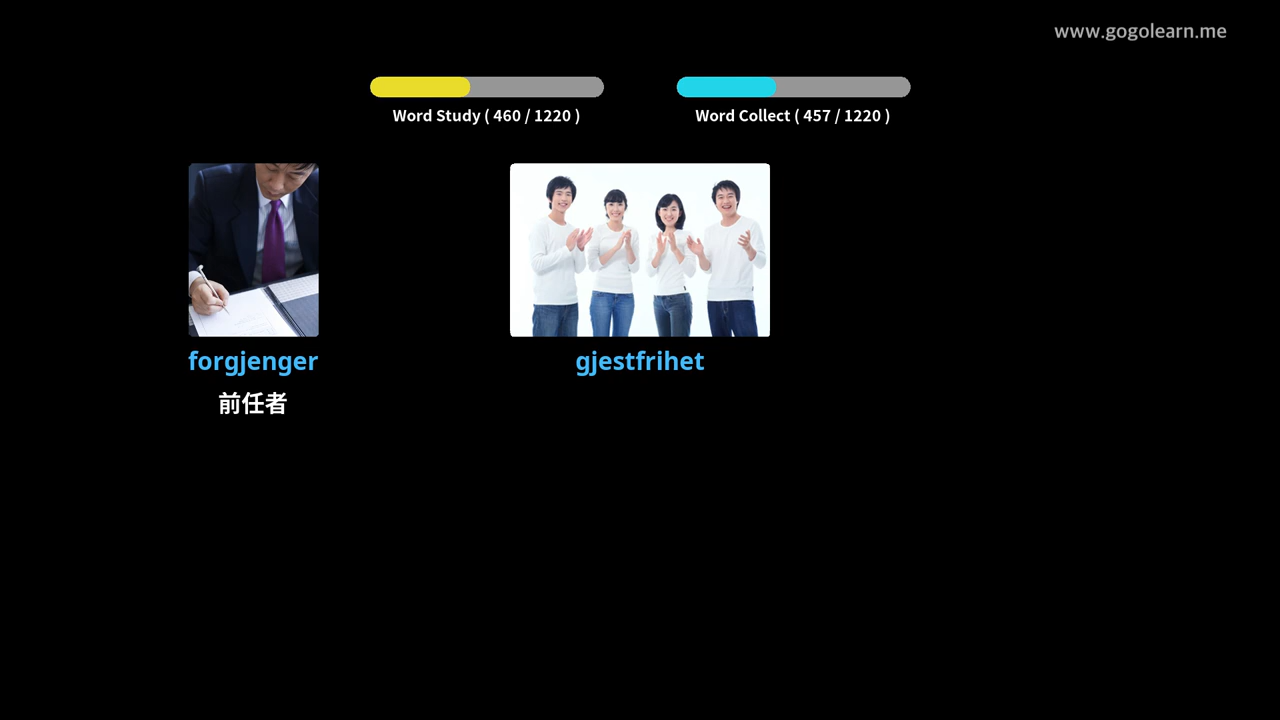 www.gogolearn.me
Word Study ( 460 / 1220 )
Word Collect ( 457 / 1220 )
forgjenger
gjestfrihet
前任者